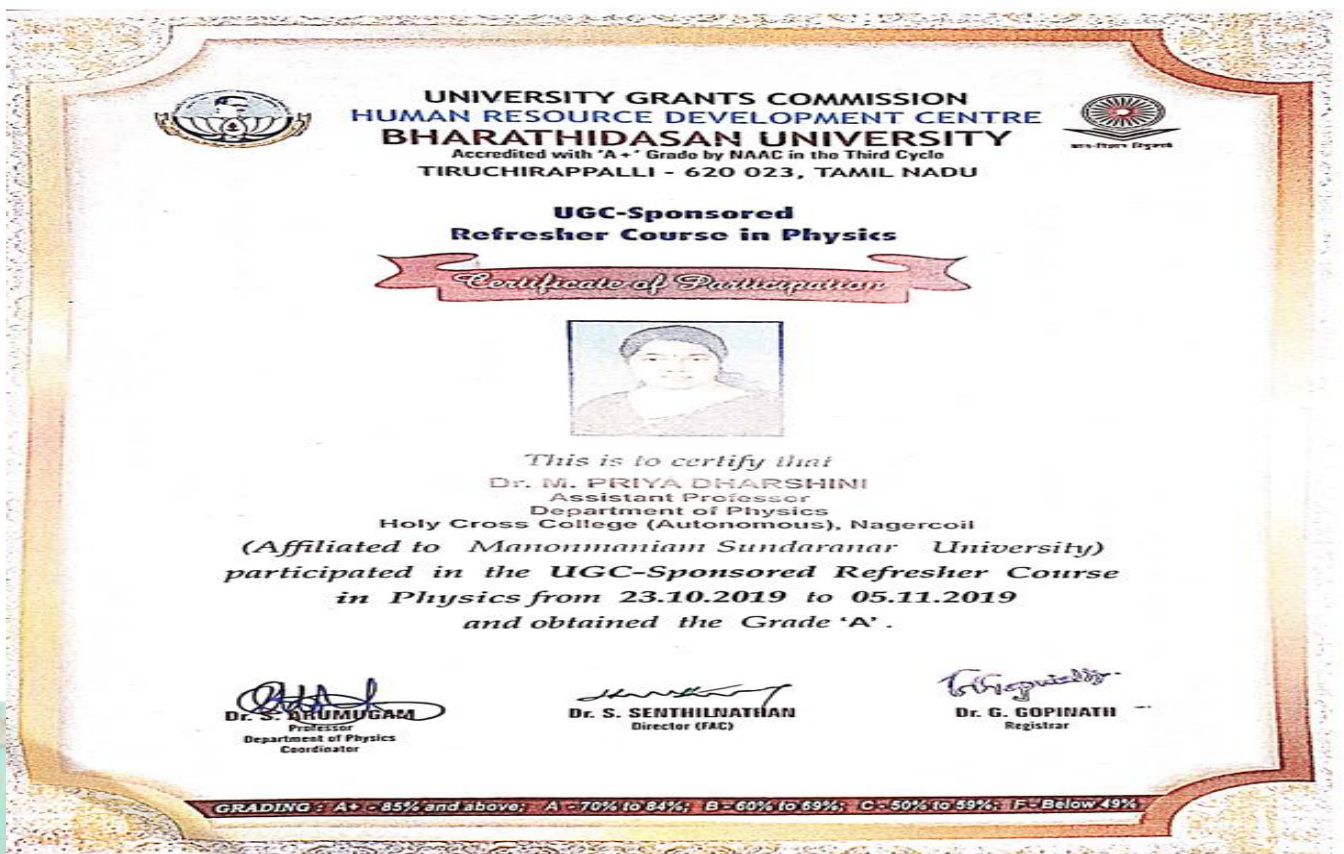 UNIVERSITY GRANTS COMMISSION
HUMAN RESOURCE DEVELOPMENT CENTRE
BHARATHIDASAN UNIVERSITY
Accredited with 'A+' Grade by NAAC in the Third Cycle
TIRUCHIRAPPALLI - 620 023, TAMIL NADU
ज्ञान-विज्ञान विमुक्तये
UGC-Sponsored
Refresher Course in Physics
Certificate of Participation
This is to certify that
Dr. M. PRIYA DHARSHINI
Assistant Professor
Department of Physics
Holy Cross College (Autonomous), Nagercoil
(Affiliated to Manonmaniam Sundaranar University)
participated in the UGC-Sponsored Refresher Course
in Physics from 23.10.2019 to 05.11.2019
and obtained the Grade 'A'.
Dr. S. ARUMUGAM
Professor
Department of Physics
Coordinator
Dr. S. SENTHILNATHAN
Director (FAC)
Dr. G. GOPINATH
Registrar
GRADING : A+ - 85% and above; A - 70% to 84%; B - 60% to 69%; C - 50% to 59%; F - Below 49%